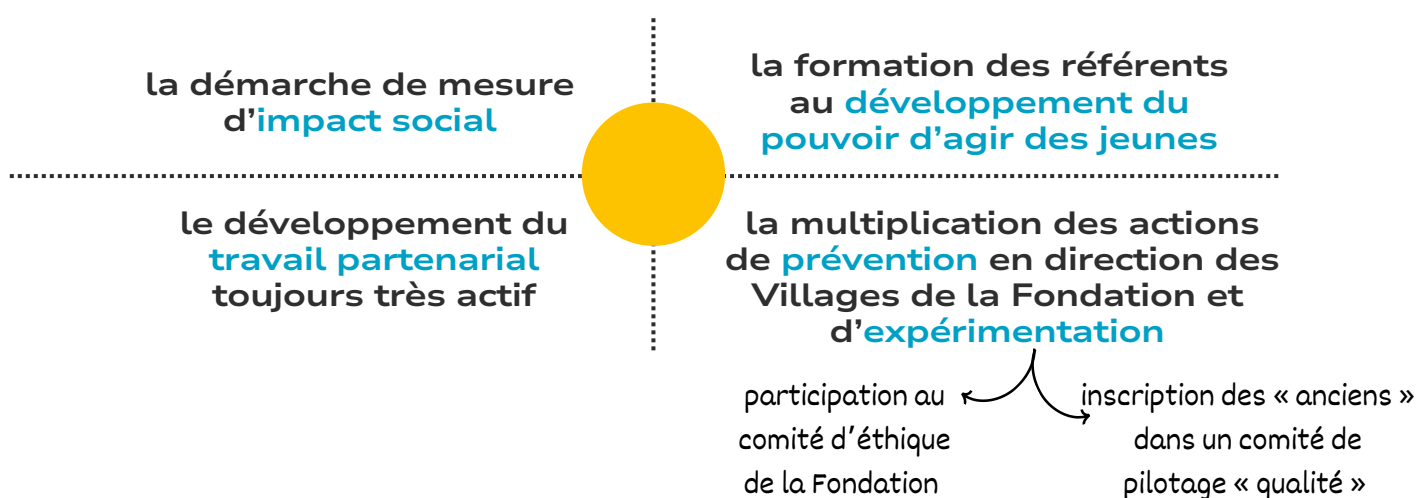 la démarche de mesure
d'impact social
la formation des référents
au développement du
pouvoir d'agir des jeunes
le développement du
travail partenarial
toujours très actif
la multiplication des actions
de prévention en direction des
Villages de la Fondation et
d'expérimentation
participation au
comité d'éthique
de la Fondation
inscription des « anciens »
dans un comité de
pilotage « qualité »